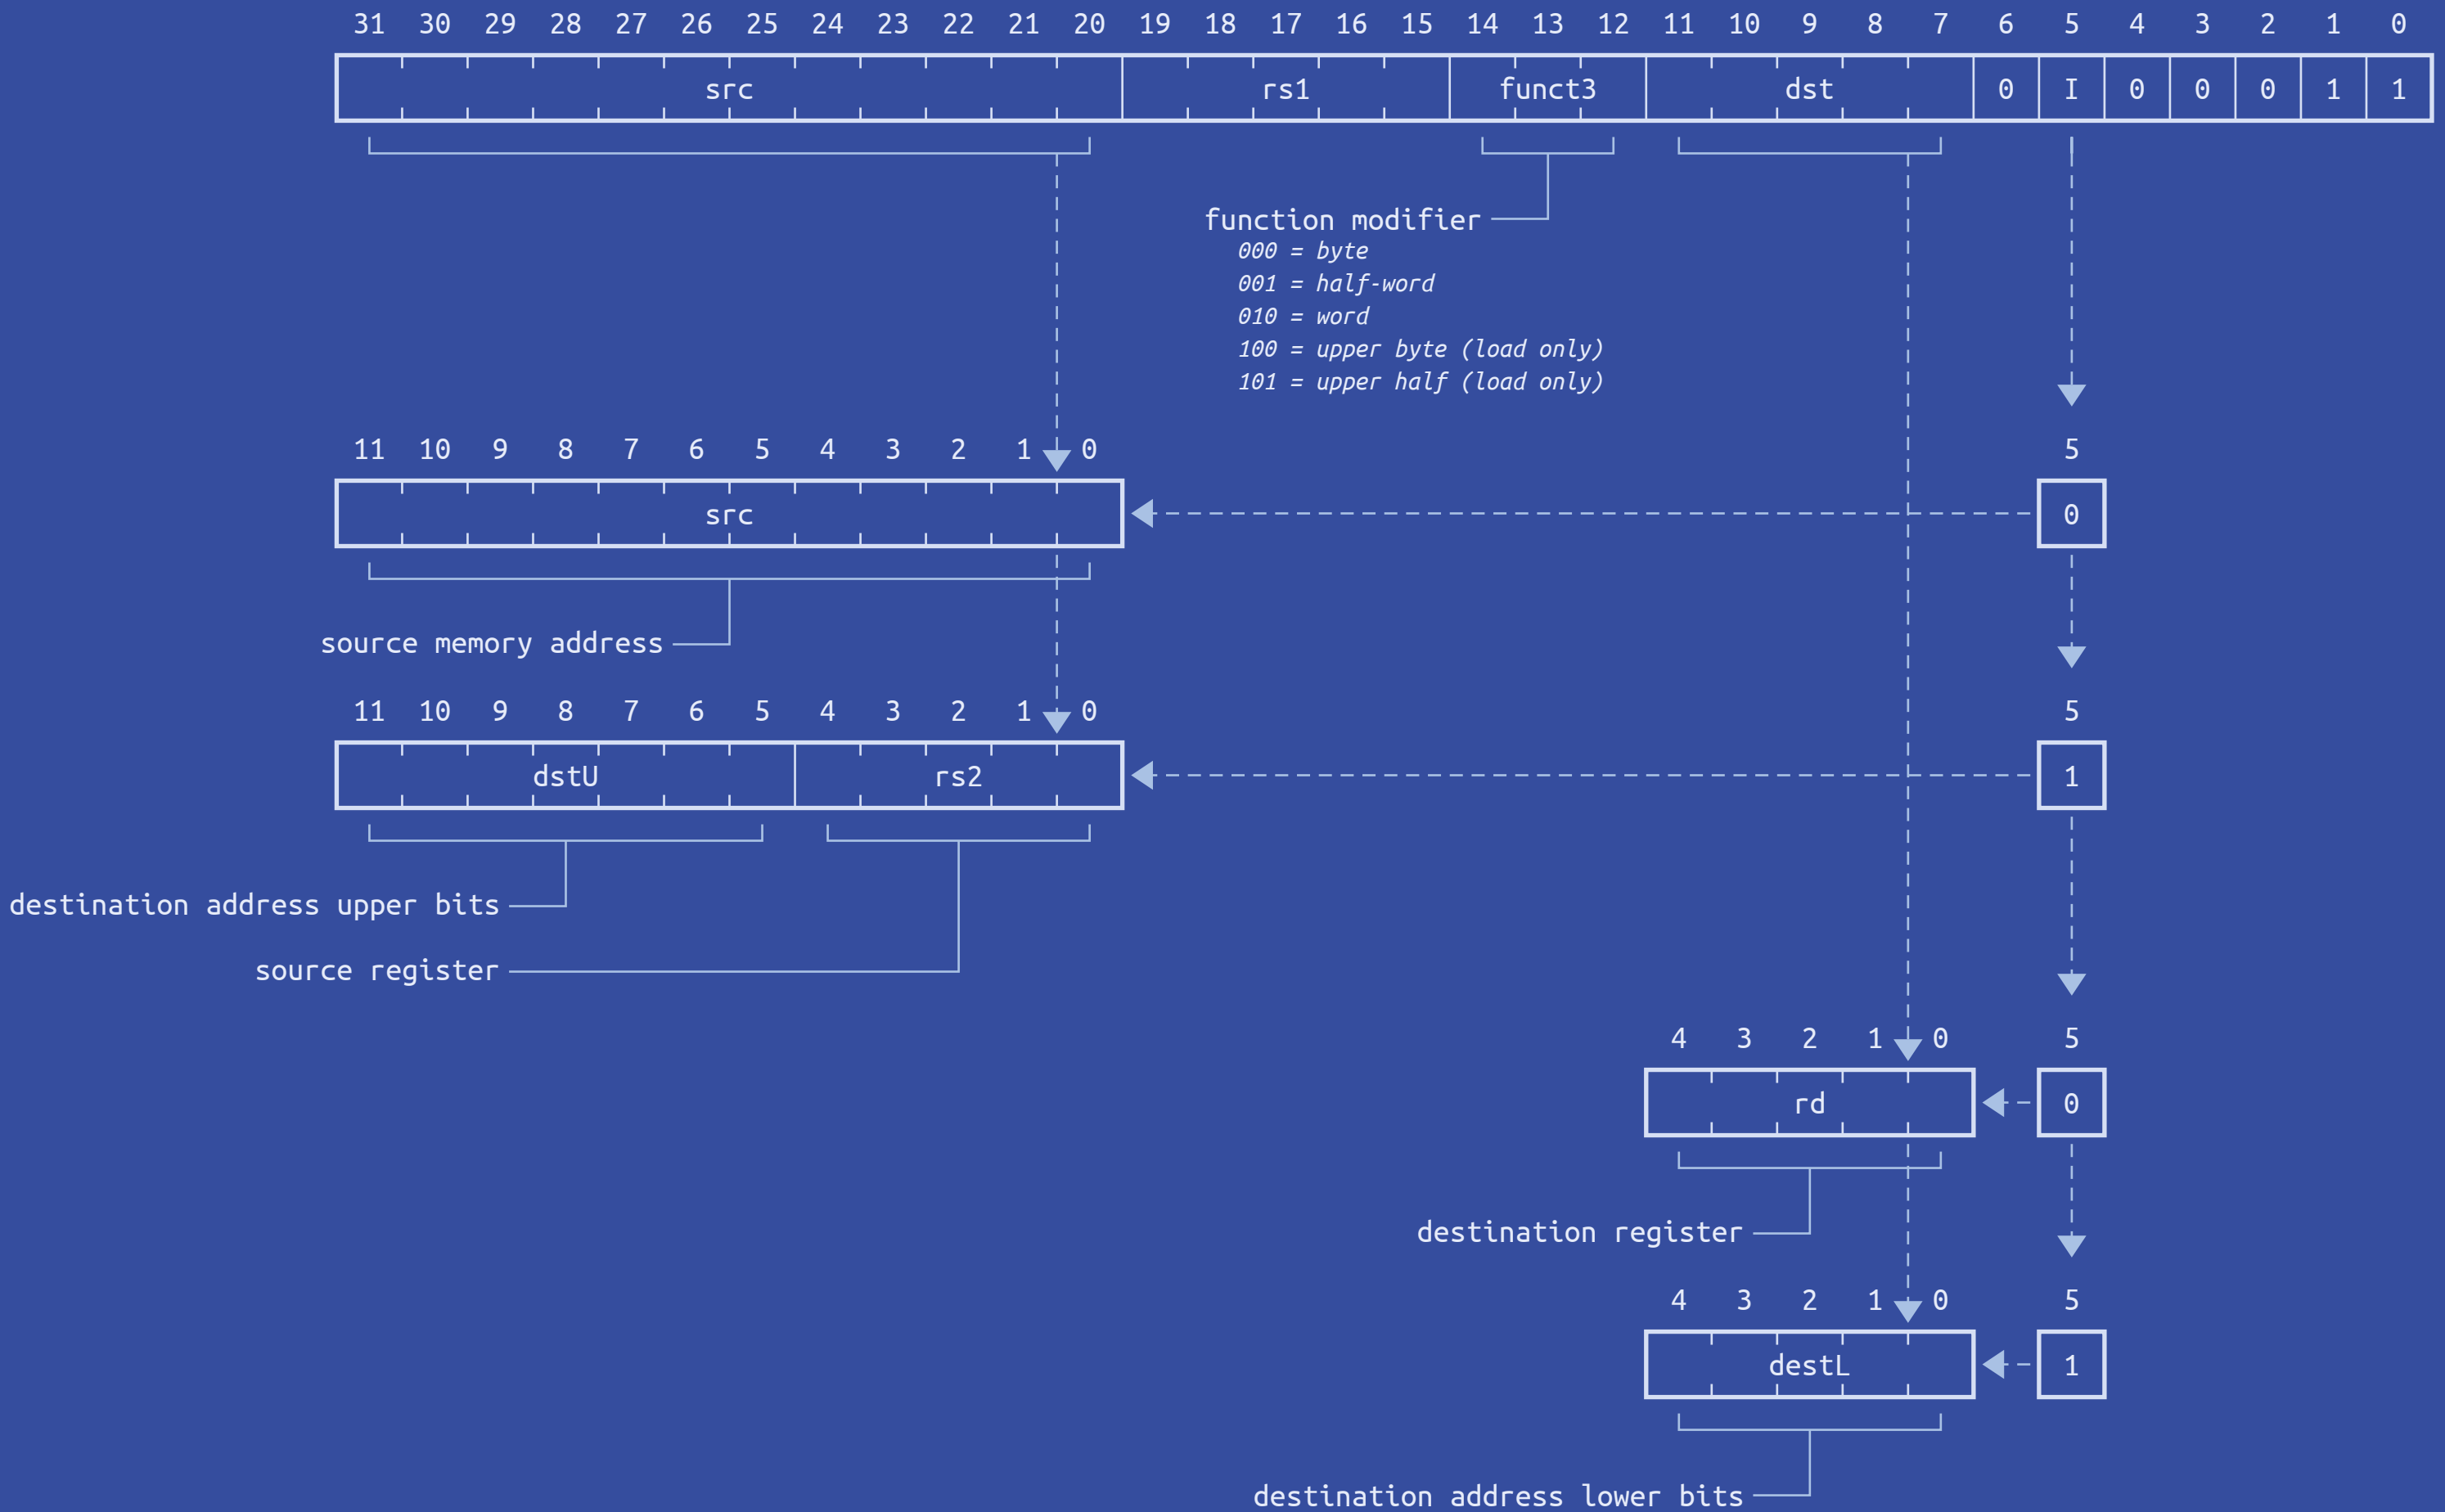 31 30 29 28 27 26 25 24 23 22 21 20 19 18 17 16 15 14 13 12 11 10 9 8 7 6 5 4 3 2 1 0
src rs1 funct3 dst 0 I 0 0 0 1 1
function modifier
000 = byte
001 = half-word
010 = word
100 = upper byte (load only)
101 = upper half (load only)
11 10 9 8 7 6 5 4 3 2 1 0 5
src 0
source memory address
11 10 9 8 7 6 5 4 3 2 1 0 5
dstU rs2 1
destination address upper bits
source register
4 3 2 1 0 5
rd 0
destination register
4 3 2 1 0 5
destL 1
destination address lower bits